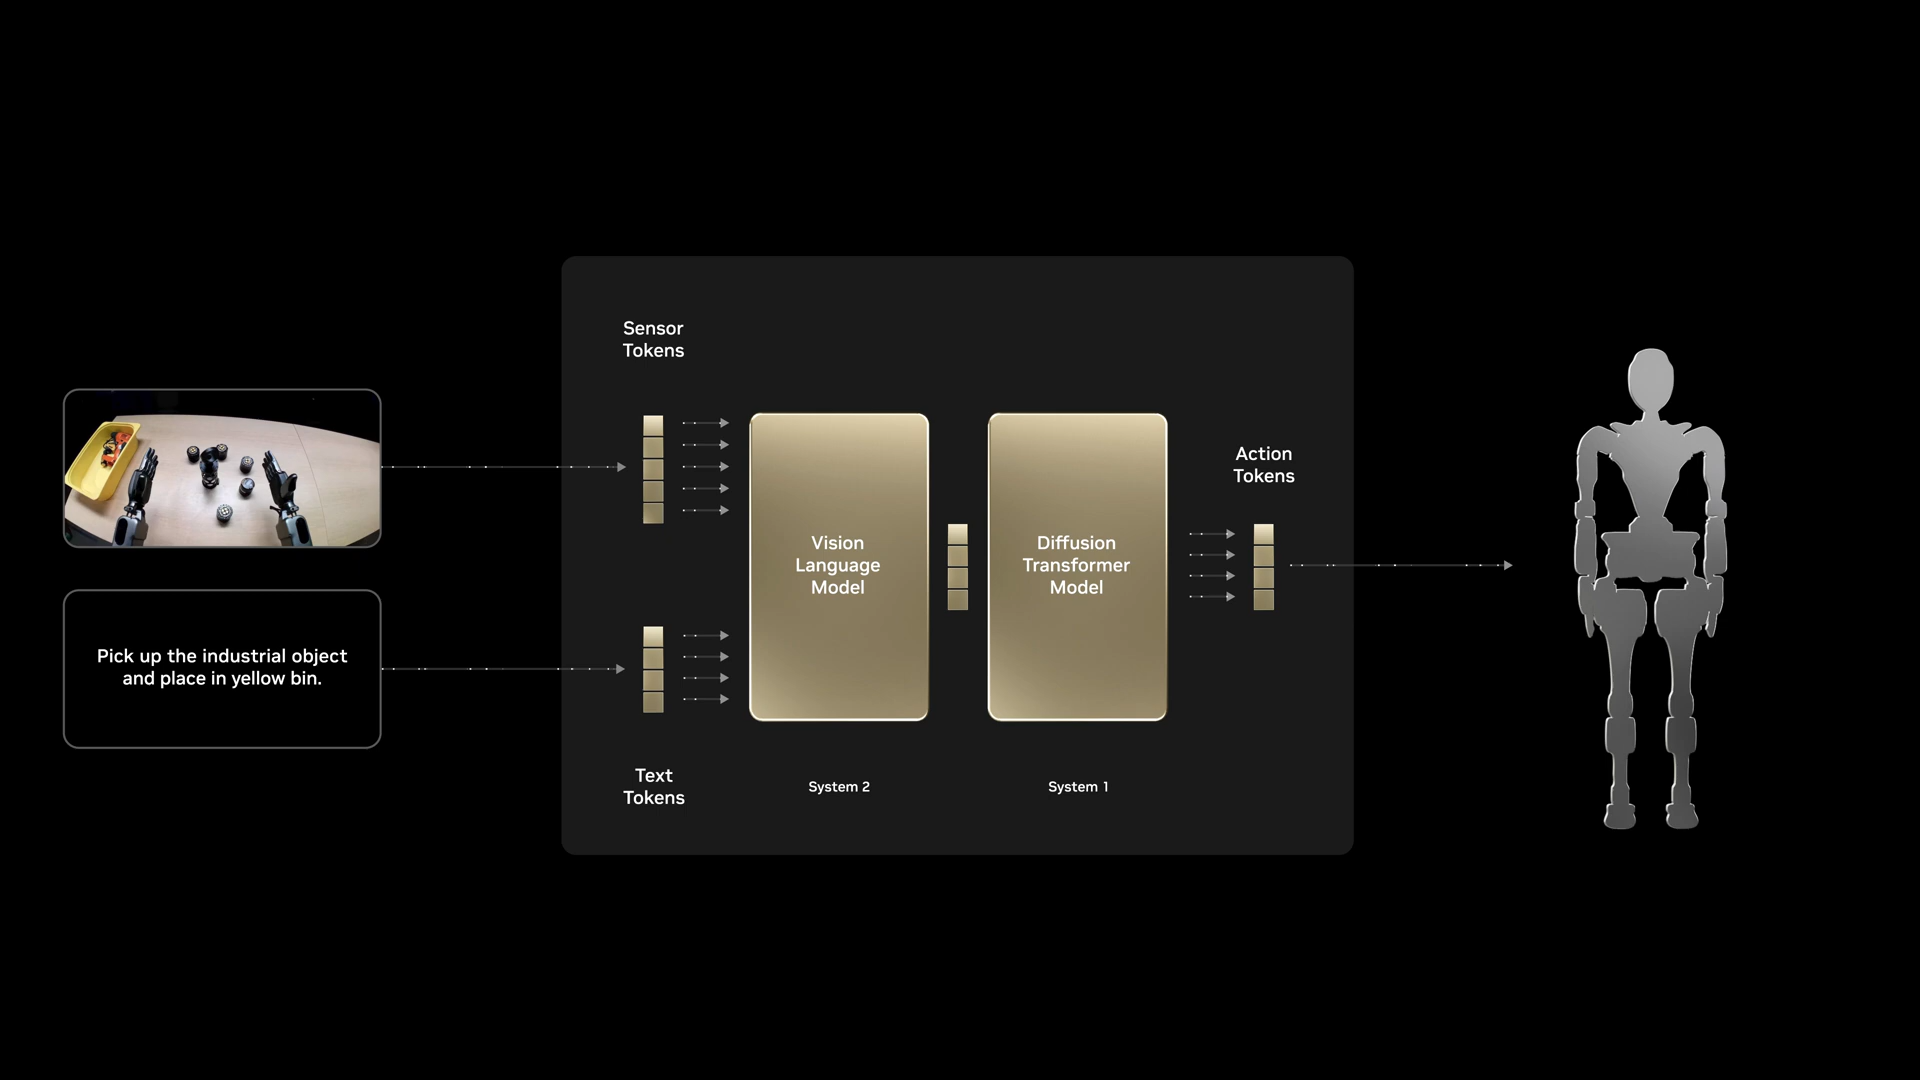 Sensor
Tokens
Pick up the industrial object
and place in yellow bin.
Text
Tokens
Vision
Language
Model
System 2
Diffusion
Transformer
Model
System 1
Action
Tokens